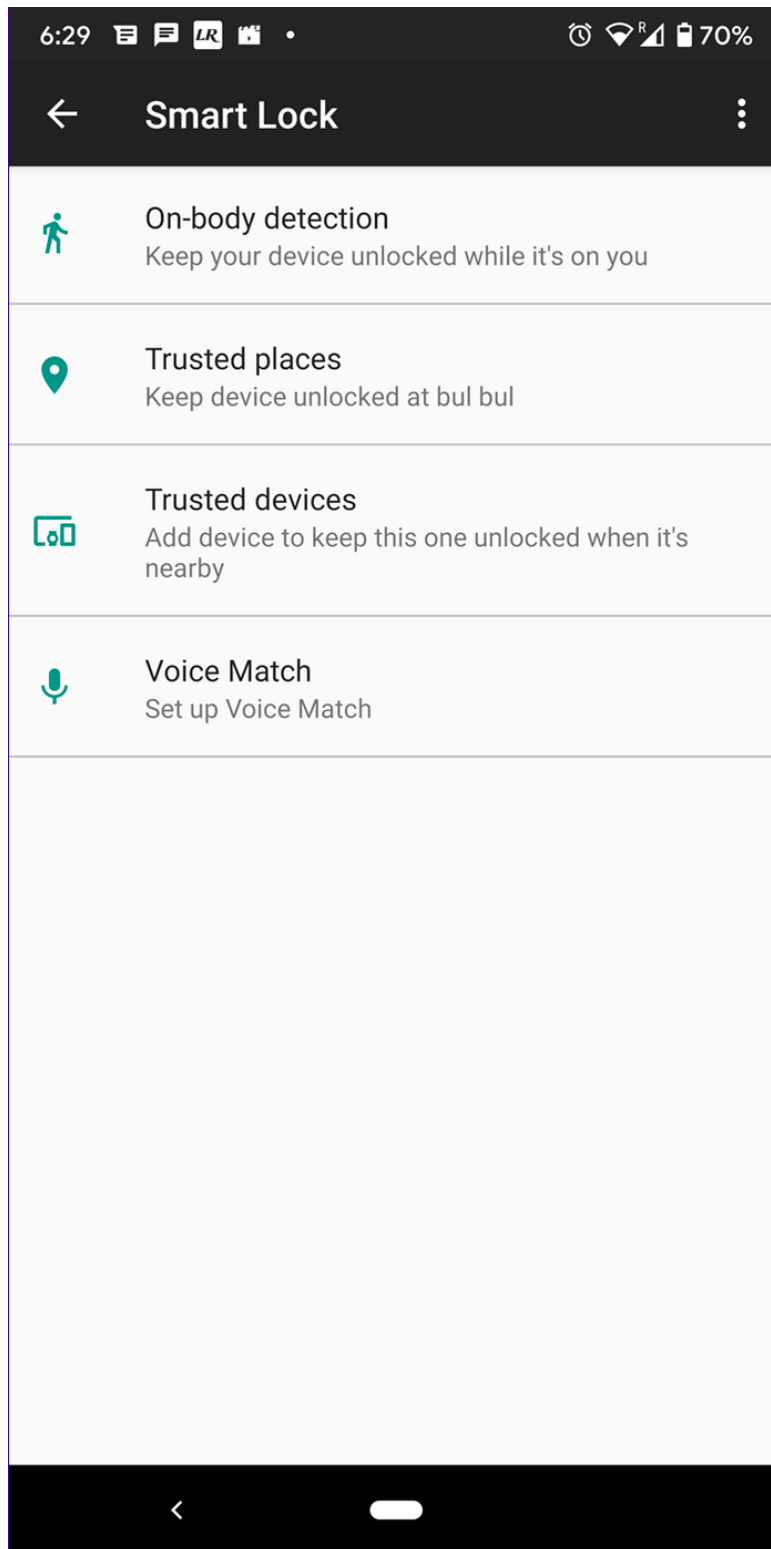 6:29 LR R 70%
Smart Lock
On-body detection
Keep your device unlocked while it's on you
Trusted places
Keep device unlocked at bul bul
Trusted devices
Add device to keep this one unlocked when it's
nearby
Voice Match
Set up Voice Match